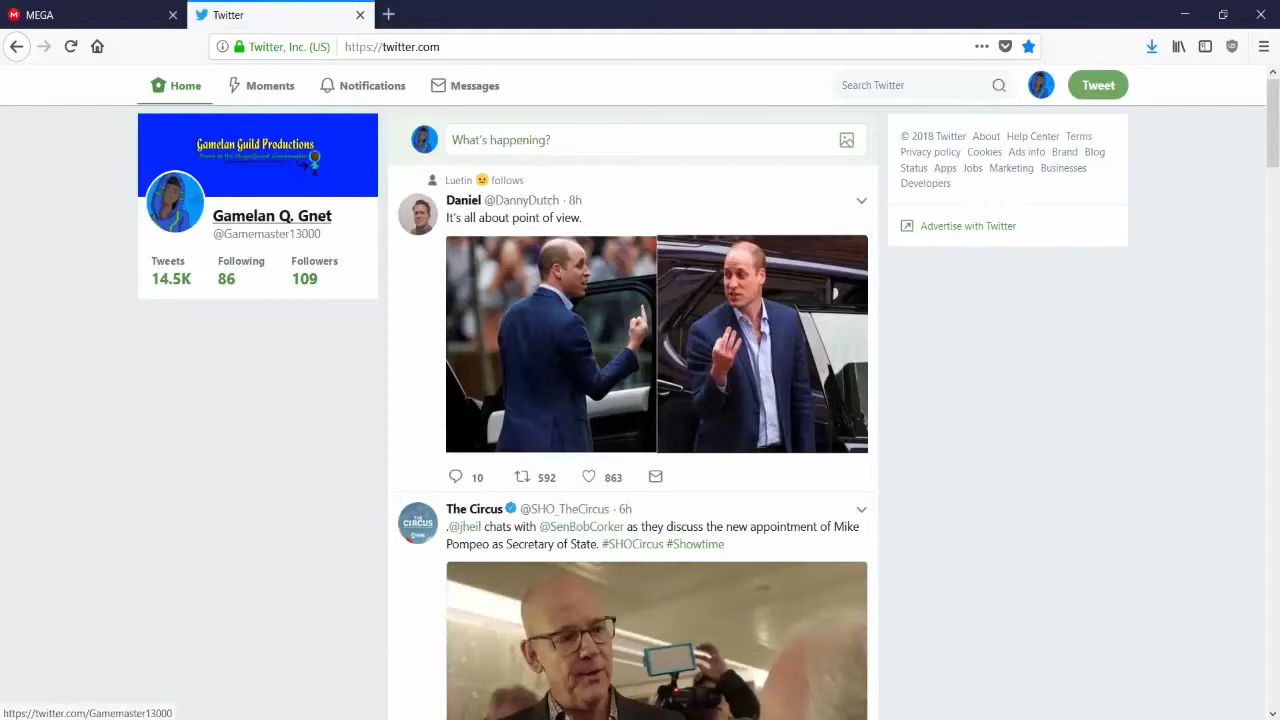 MEGA
Twitter
Twitter, Inc. (US)
https://twitter.com
Home
Moments
Notifications
Messages
Search Twitter
Tweet
Gamelan Guild Productions
Gamelan Q. Gnet
@Gamemaster13000
Tweets Following Followers
14.5K 86 109
What's happening?
Luetin 😉 follows
Daniel @DannyDutch · 8h
It's all about point of view.
10 592 863
The Circus @SHO_TheCircus · 6h
.@jheil chats with @SenBobCorker as they discuss the new appointment of Mike
Pompeo as Secretary of State. #SHOCircus #Showtime
THE
CIRCUS
© 2018 Twitter About Help Center Terms
Privacy policy Cookies Ads info Brand Blog
Status Apps Jobs Marketing Businesses
Developers
Advertise with Twitter
https://twitter.com/Gamemaster13000